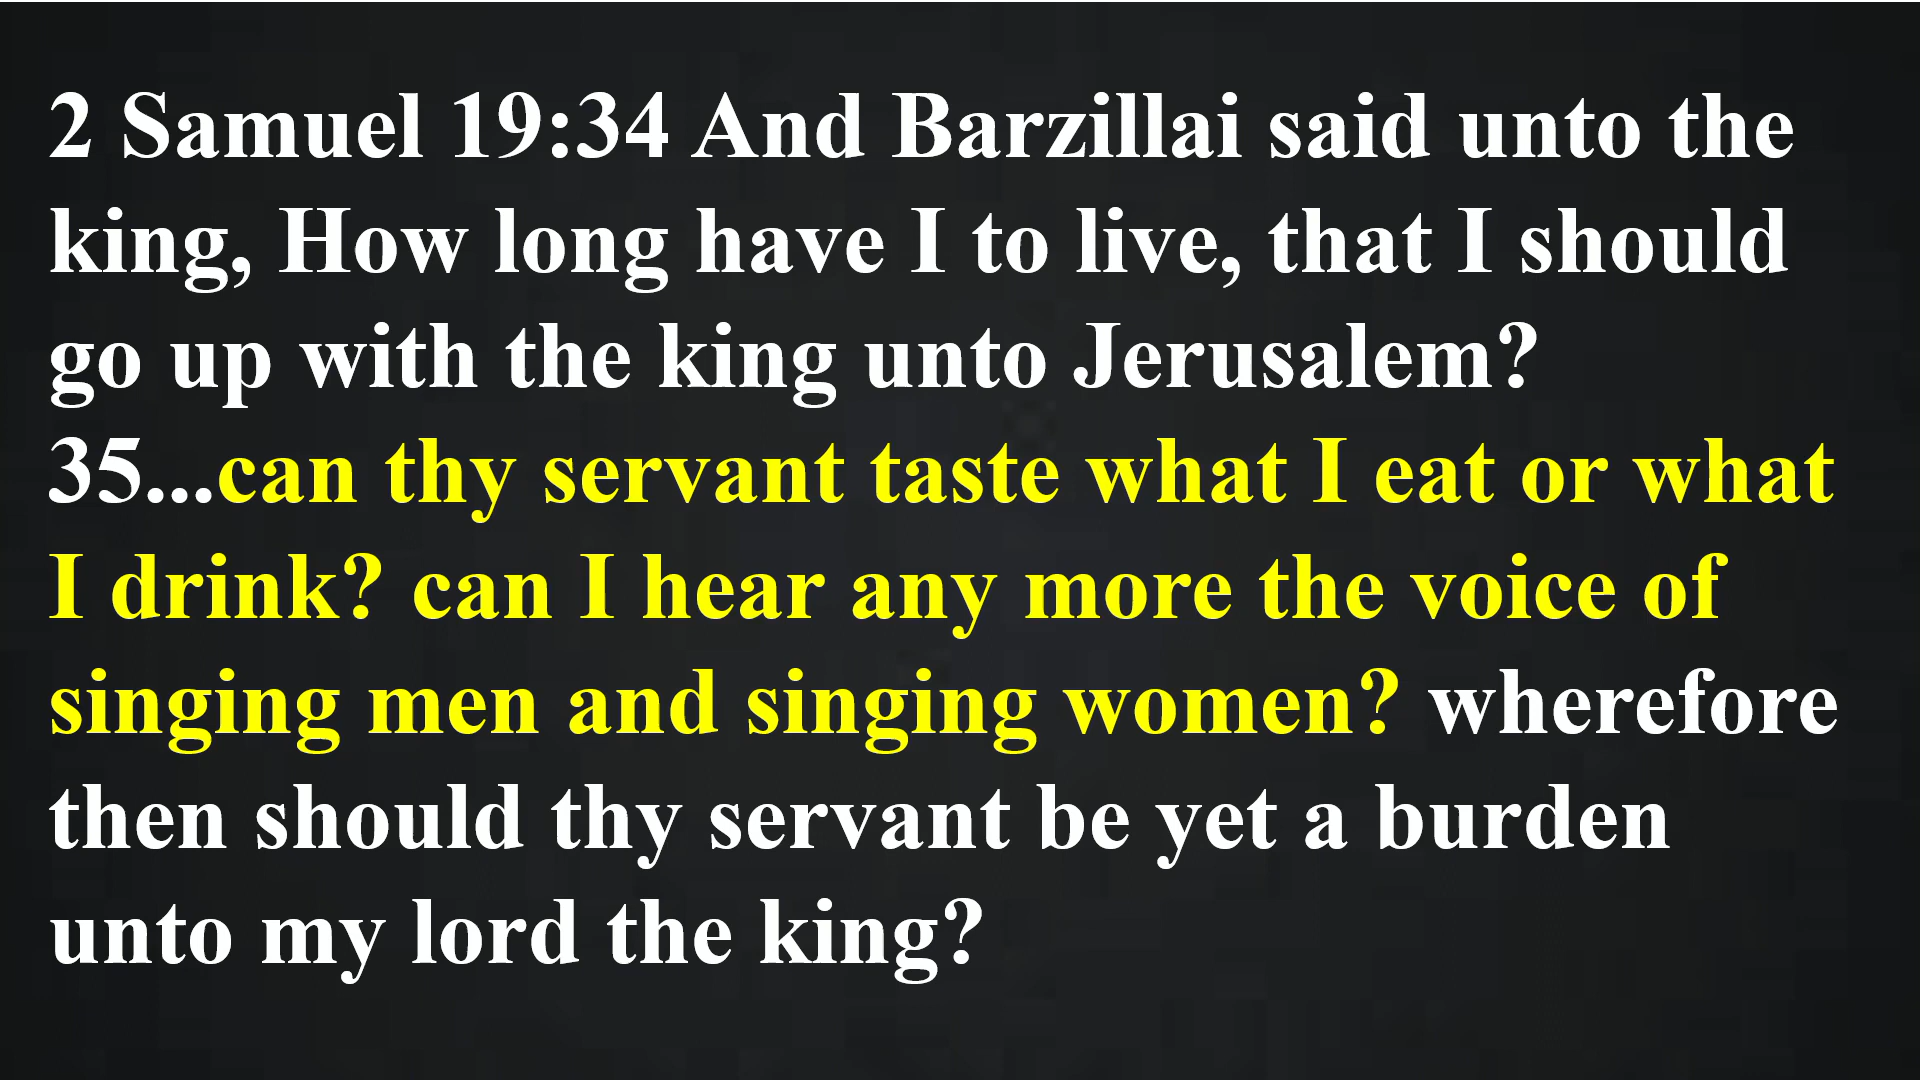 2 Samuel 19:34 And Barzillai said unto the
king, How long have I to live, that I should
go up with the king unto Jerusalem?
35...can thy servant taste what I eat or what
I drink? can I hear any more the voice of
singing men and singing women? wherefore
then should thy servant be yet a burden
unto my lord the king?